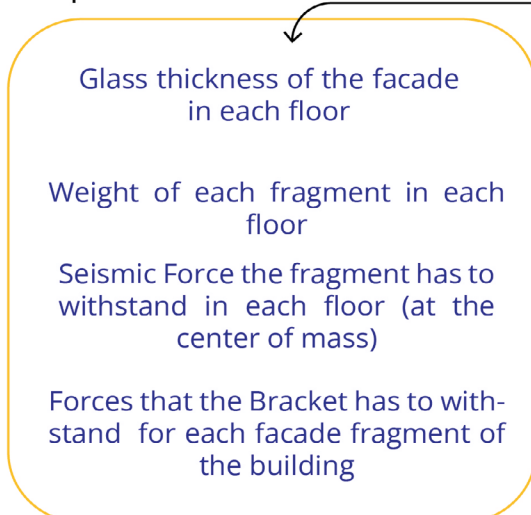 Glass thickness of the facade
in each floor
Weight of each fragment in each
floor
Seismic Force the fragment has to
withstand in each floor (at the
center of mass)
Forces that the Bracket has to with-
stand for each facade fragment of
the building